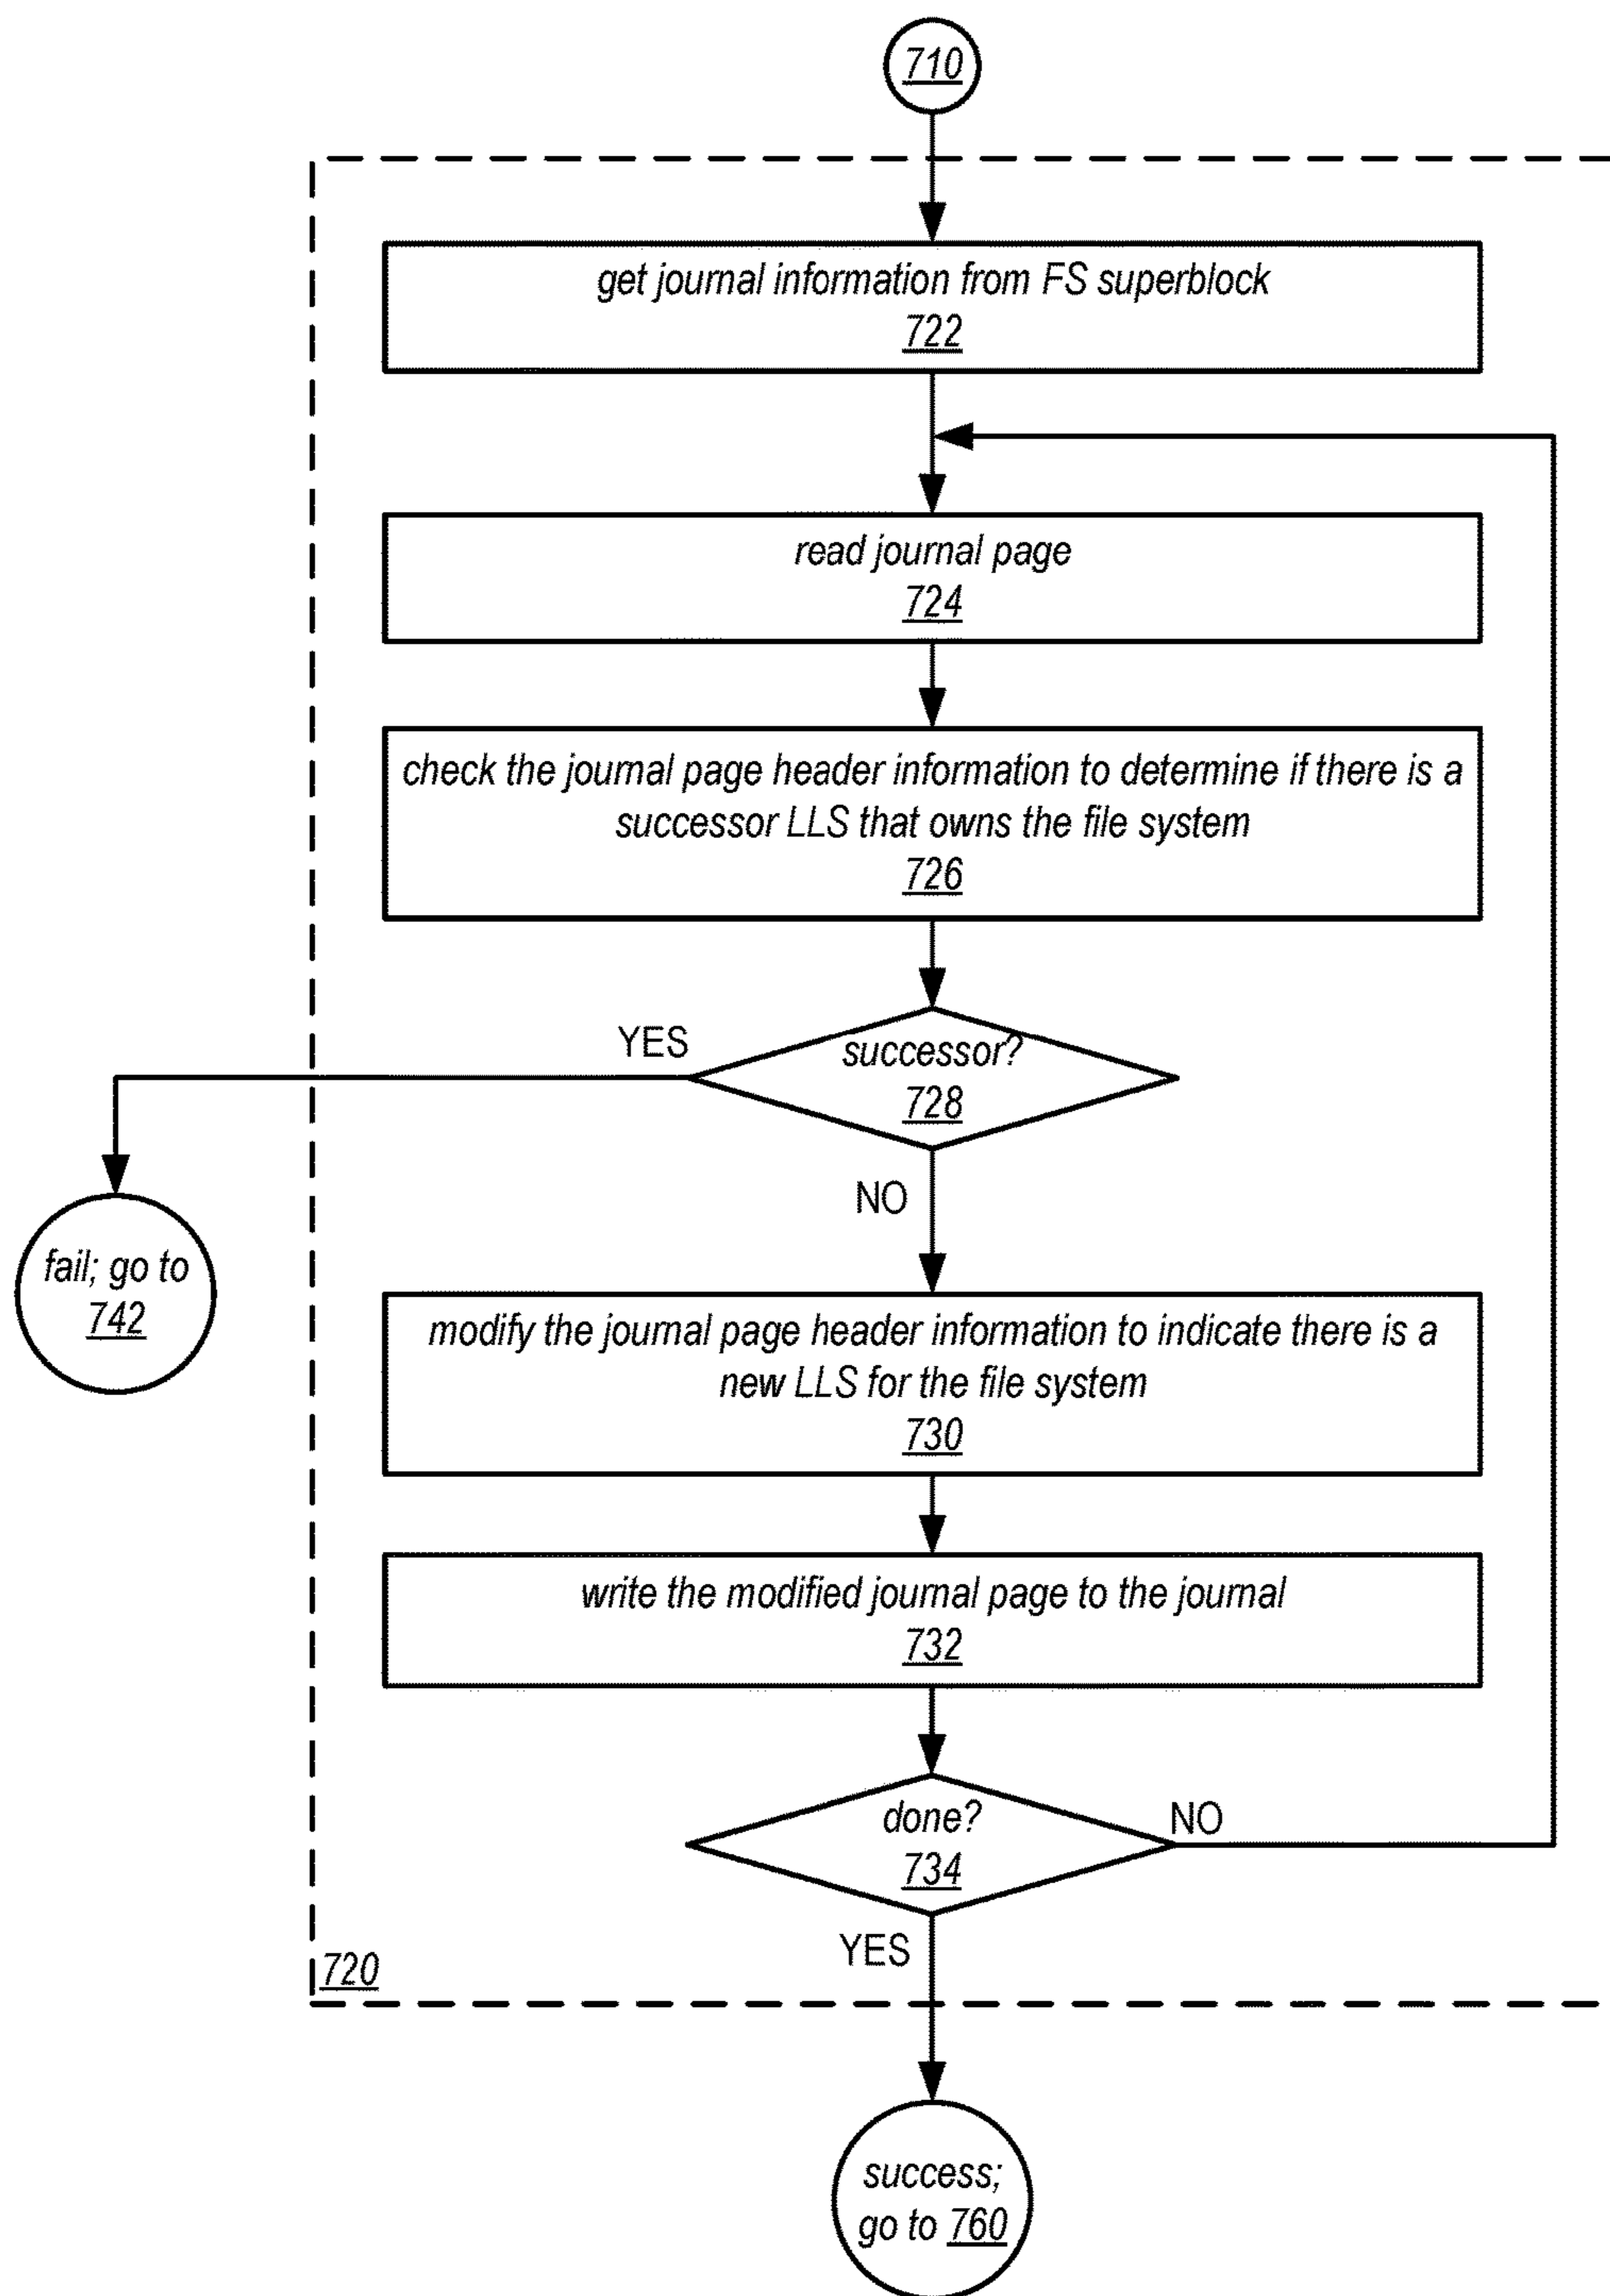 710
get journal information from FS superblock
722
read journal page
724
check the journal page header information to determine if there is a
successor LLS that owns the file system
726
YES
successor?
728
NO
fail; go to
742
modify the journal page header information to indicate there is a
new LLS for the file system
730
write the modified journal page to the journal
732
done?
734
NO
YES
720
success;
go to 760